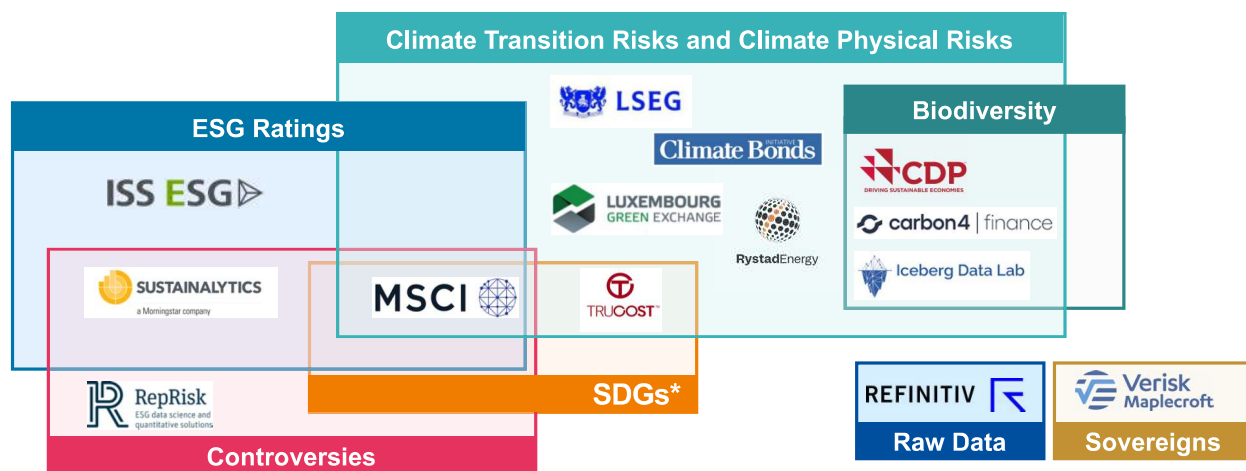 Climate Transition Risks and Climate Physical Risks
LSEG
ESG Ratings
Biodiversity
INITIATIVE
Climate Bonds
CDP
DRIVING SUSTAINABLE ECONOMIES
ISS ESG
LUXEMBOURG
GREEN EXCHANGE
carbon4 | finance
RystadEnergy
Iceberg Data Lab
SUSTAINALYTICS
a Morningstar company
MSCI
TRUCOST™
RepRisk
ESG data science and
quantitative solutions
SDGs*
REFINITIV
Verisk
Maplecroft
Raw Data
Sovereigns
Controversies